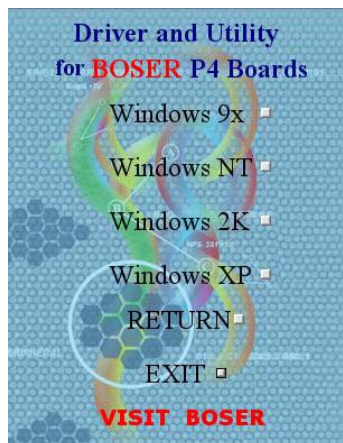 Driver and Utility
for BOSER P4 Boards
Windows 9x
Windows NT
A
Windows 2K
B
Windows XP
C
RETURN
EXIT
VISIT BOSER